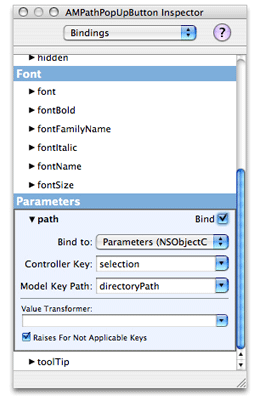 AMPathPopUpButton Inspector
Bindings ?
hidden
Font
font
fontBold
fontFamilyName
fontItalic
fontName
fontSize
Parameters
path Bind
Bind to: Parameters (NSObjectC
Controller Key: selection
Model Key Path: directoryPath
Value Transformer:
Raises For Not Applicable Keys
toolTip